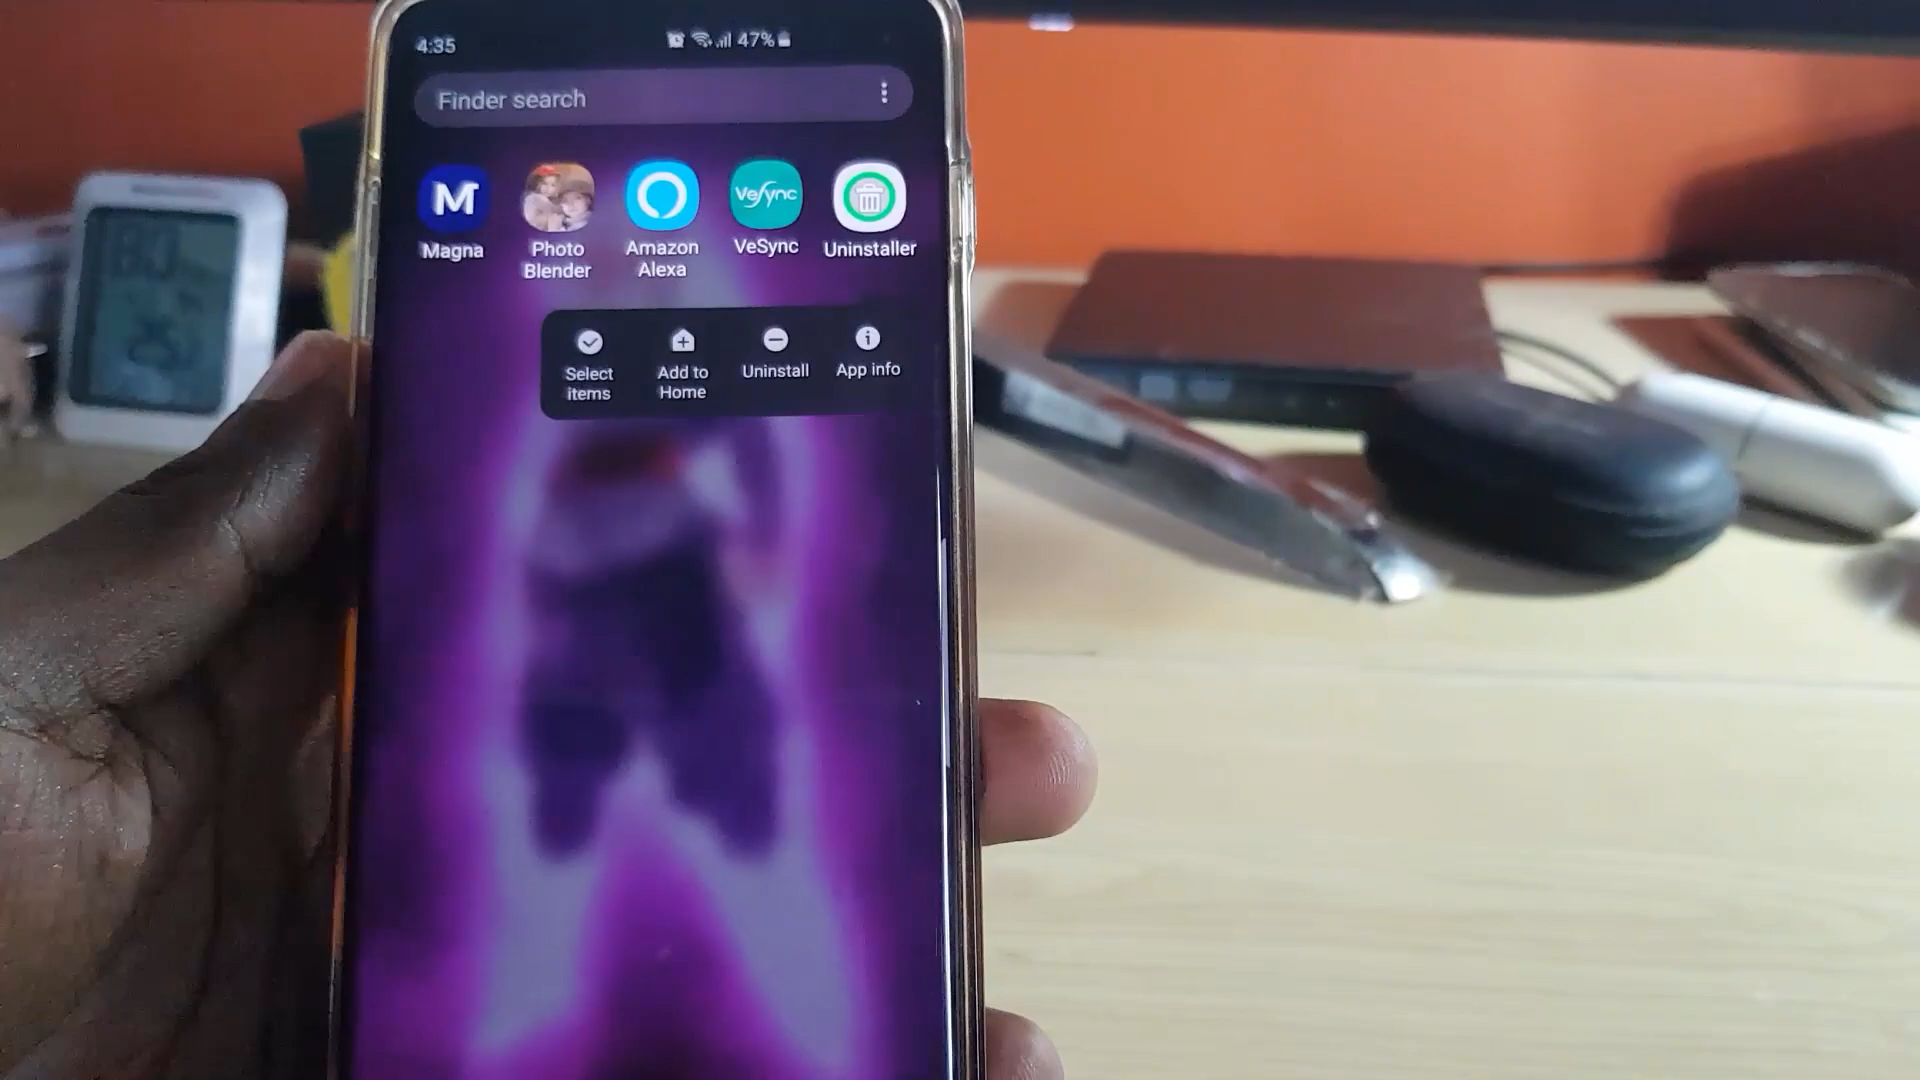 4:35
47%
Finder search
M
VeSync
Magna
Photo
Blender
Amazon
Alexa
VeSync
Uninstaller
Select
items
Add to
Home
Uninstall
App info